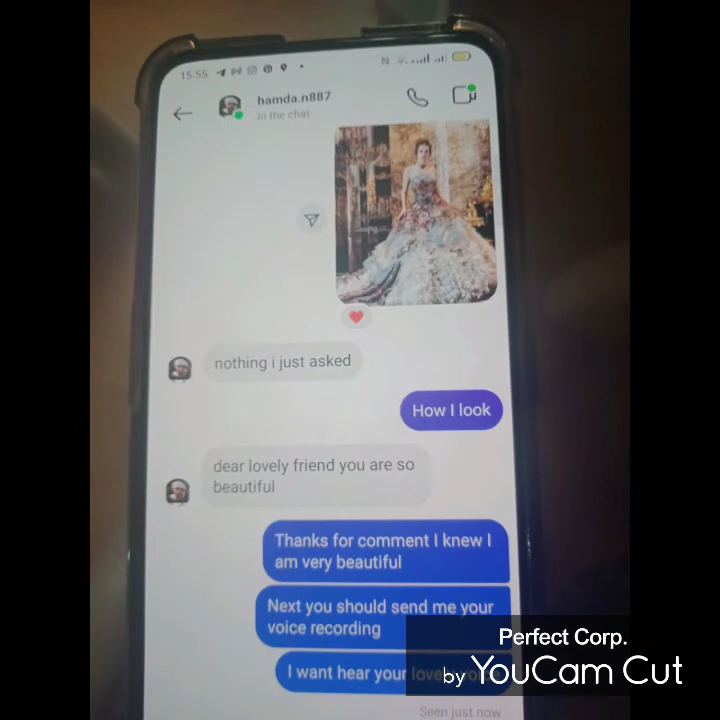 15:55
hamda.n887
In the chat
nothing i just asked
How I look
dear lovely friend you are so
beautiful
Thanks for comment I knew I
am very beautiful
Next you should send me your
voice recording
I want hear your lovely
Seen just now
Perfect Corp.
by YouCam Cut